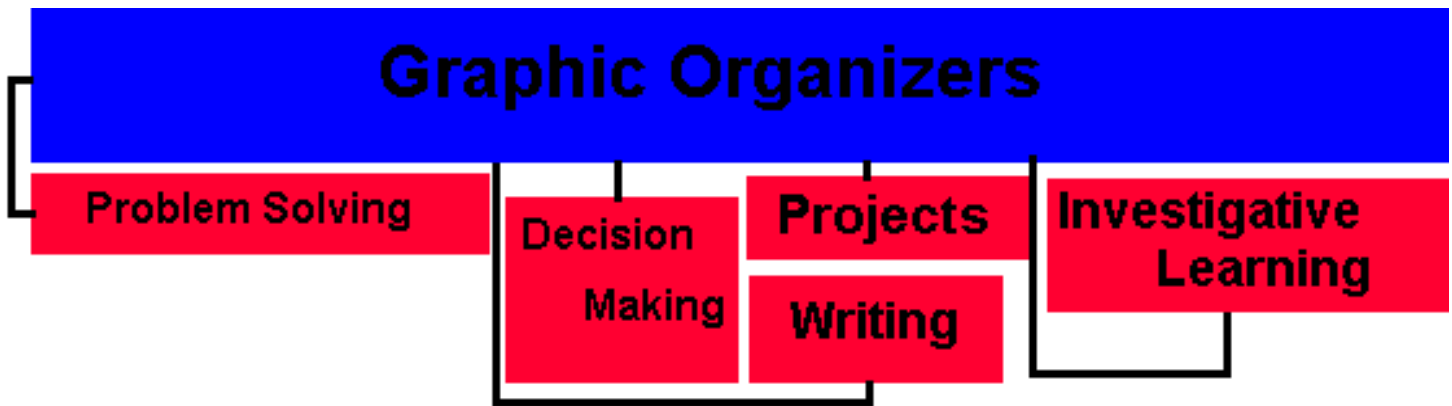 Graphic Organizers
Problem Solving
Decision
Making
Projects
Writing
Investigative
Learning